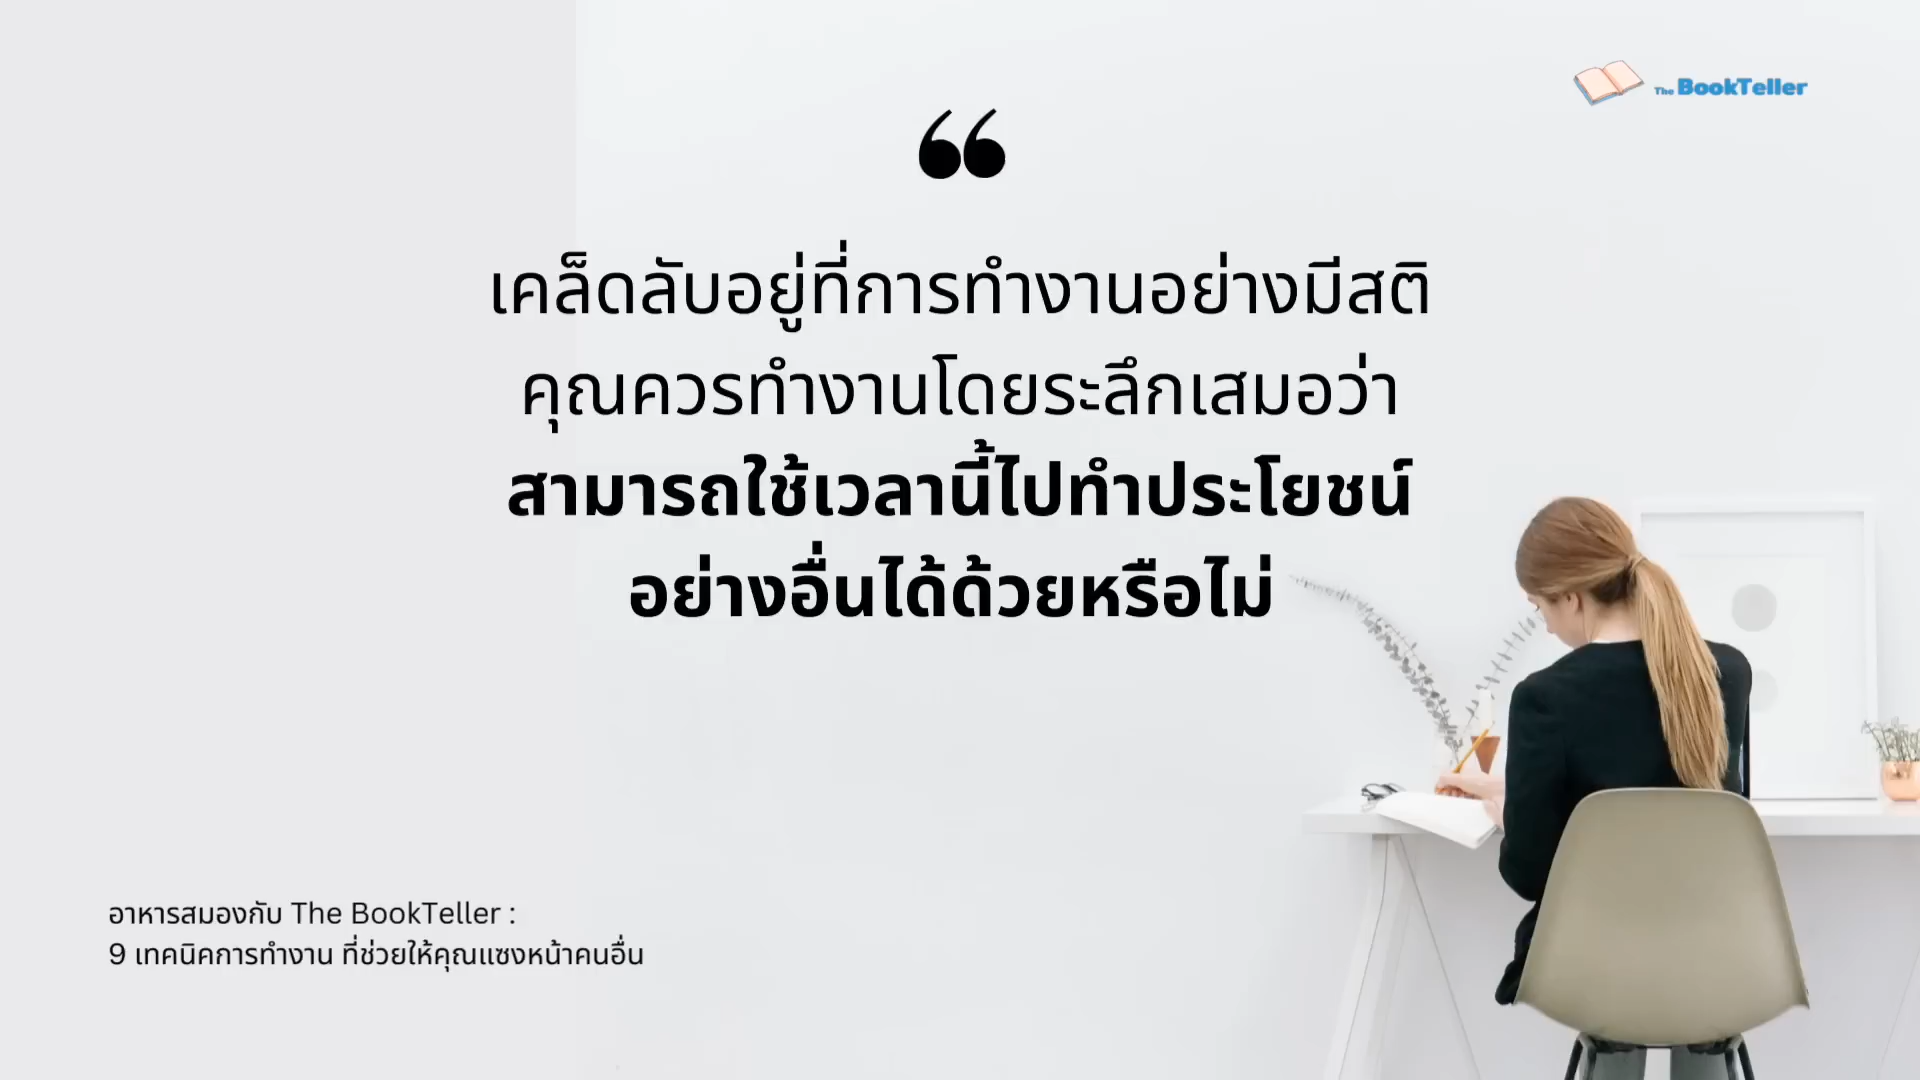 The BookTeller
เคล็ดลับอยู่ที่การทำงานอย่างมีสติ
คุณควรทำงานโดยระลึกเสมอว่า
สามารถใช้เวลานี้ไปทำประโยชน์
อย่างอื่นได้ด้วยหรือไม่
อาหารสมองกับ The BookTeller :
9 เทคนิคการทำงาน ที่ช่วยให้คุณแซงหน้าคนอื่น